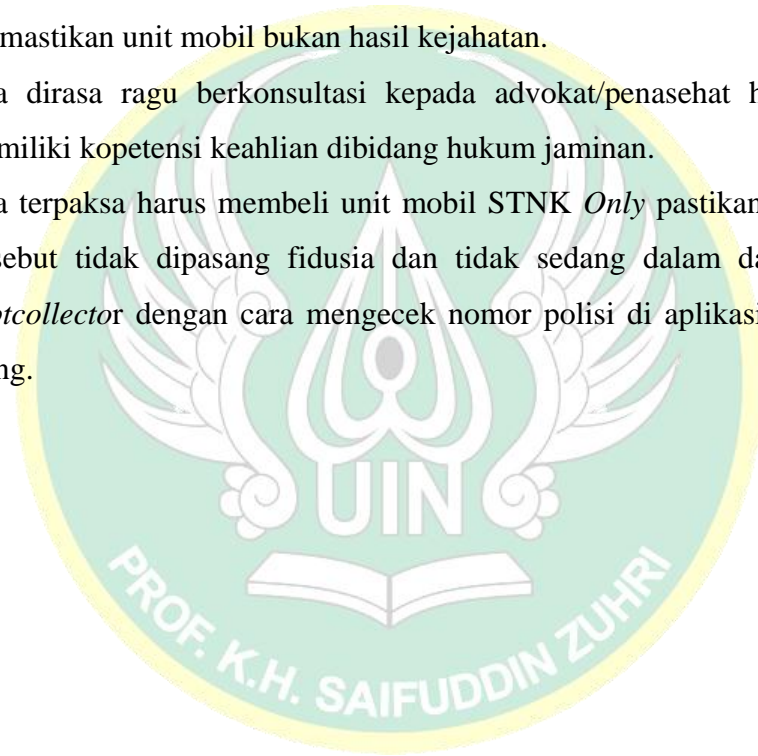 mastikan unit mobil bukan hasil kejahatan.
a dirasa ragu berkonsultasi kepada advokat/penasehat h
miliki kopetensi keahlian dibidang hukum jaminan.
a terpaksa harus membeli unit mobil STNK Only pastikan
sebut tidak dipasang fidusia dan tidak sedang dalam da
tcollector dengan cara mengecek nomor polisi di aplikasi
ng.
UIN
PROF. K.H. SAIFUDDIN ZUHRI